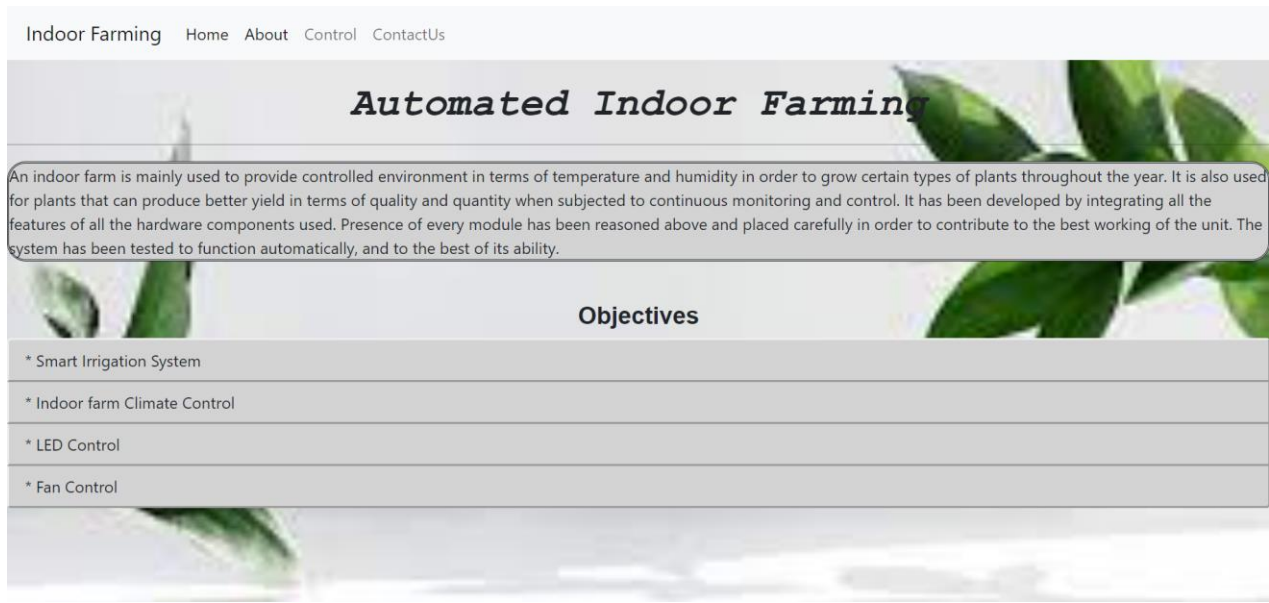 Indoor Farming Home About Control ContactUs
Automated Indoor Farming
An indoor farm is mainly used to provide controlled environment in terms of temperature and humidity in order to grow certain types of plants throughout the year. It is also used
for plants that can produce better yield in terms of quality and quantity when subjected to continuous monitoring and control. It has been developed by integrating all the
features of all the hardware components used. Presence of every module has been reasoned above and placed carefully in order to contribute to the best working of the unit. The
system has been tested to function automatically, and to the best of its ability.
Objectives
* Smart Irrigation System
* Indoor farm Climate Control
* LED Control
* Fan Control